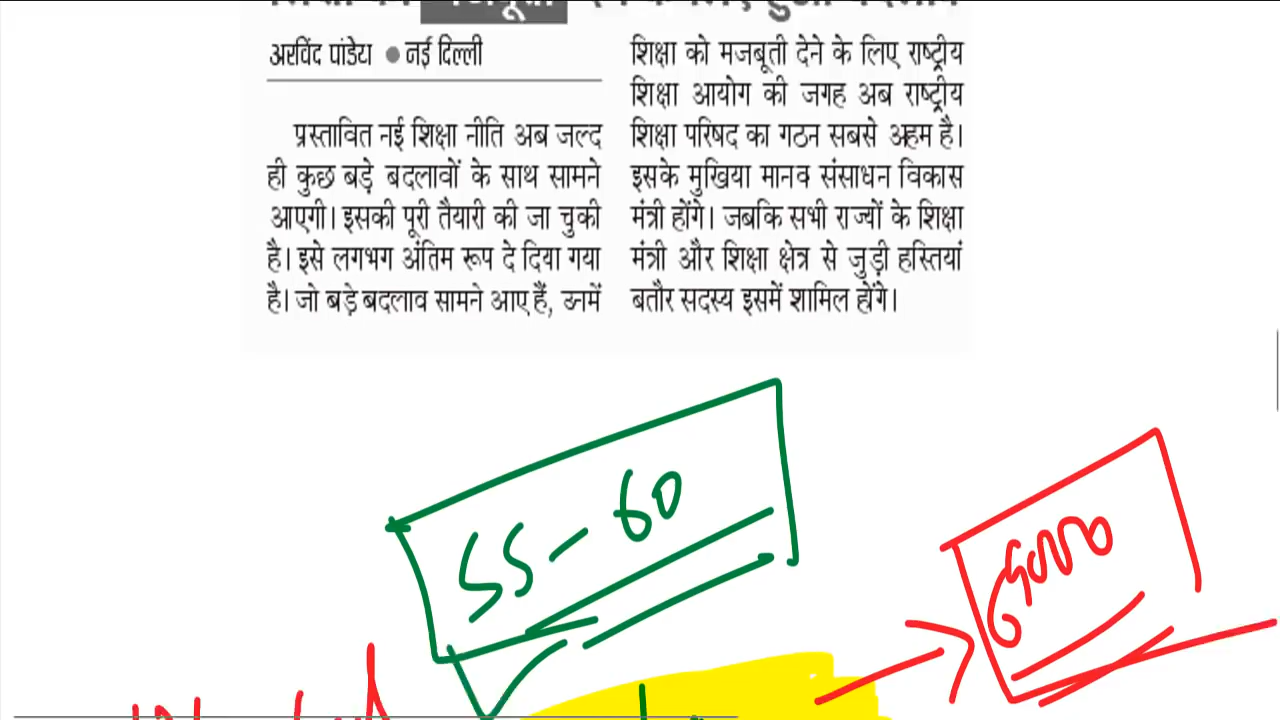 अरविंद पांडेय ● नई दिल्ली
प्रस्तावित नई शिक्षा नीति अब जल्द
ही कुछ बड़े बदलावों के साथ सामने
आएगी। इसकी पूरी तैयारी की जा चुकी
है। इसे लगभग अंतिम रूप दे दिया गया
है। जो बड़े बदलाव सामने आए हैं, उनमें
शिक्षा को मजबूती देने के लिए राष्ट्रीय
शिक्षा आयोग की जगह अब राष्ट्रीय
शिक्षा परिषद का गठन सबसे अहम है।
इसके मुखिया मानव संसाधन विकास
मंत्री होंगे। जबकि सभी राज्यों के शिक्षा
मंत्री और शिक्षा क्षेत्र से जुड़ी हस्तियां
बतौर सदस्य इसमें शामिल होंगे।
55-60